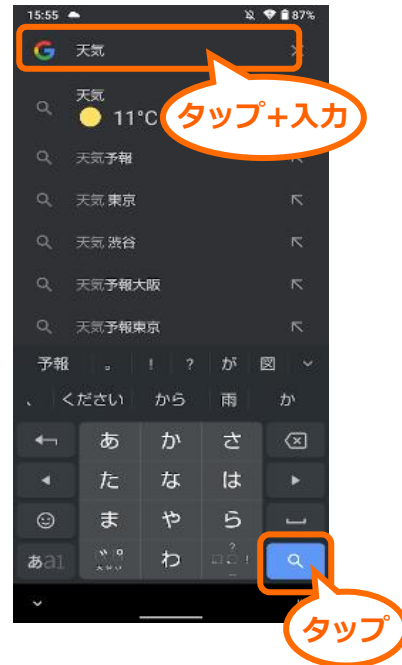 15:55 87%
天気
天気
11°C
タップ+入力
天気予報
天気 東京
天気 渋谷
天気予報大阪
天気予報東京
予報 。 ! ? が 図
、 ください から 雨 か
あ か さ
た な は
ま や ら
あa1 わ
タップ